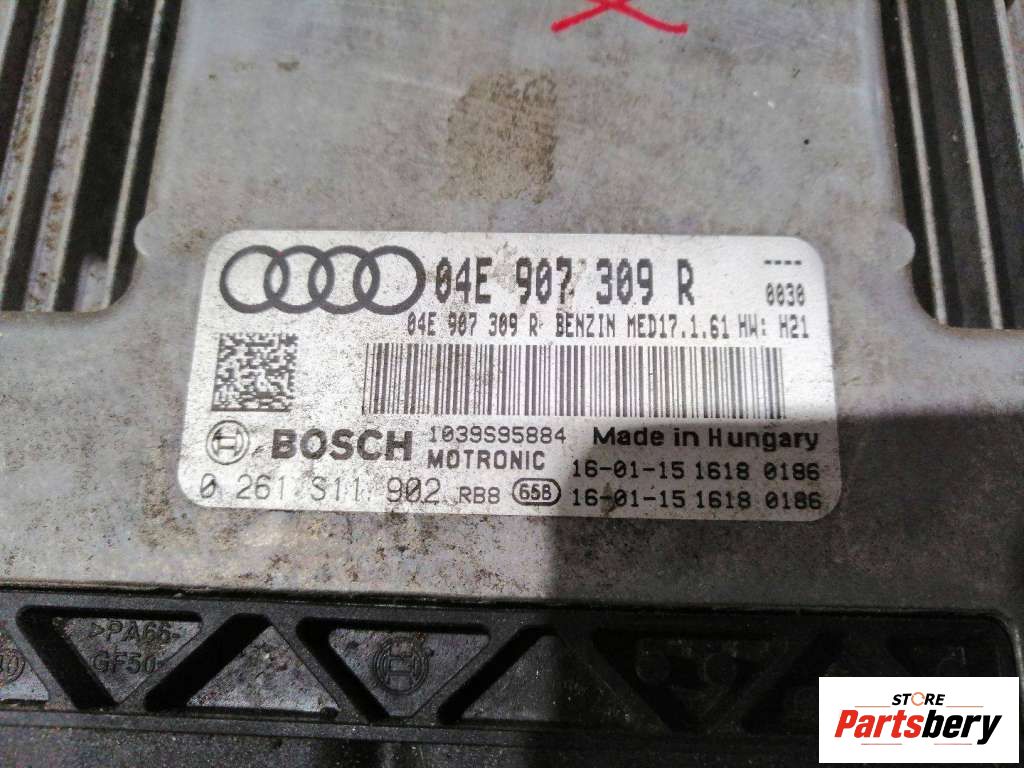 04E 907 309 R ----
0030
04E 907 309 R BENZIN MED17.1.61 HW: H21
BOSCH 1039S95884 Made in Hungary
MOTRONIC 16-01-15 1618 0186
0 261 S11 902 RB8 65B 16-01-15 1618 0186
>PA66-
GF50
STORE
Partsbery